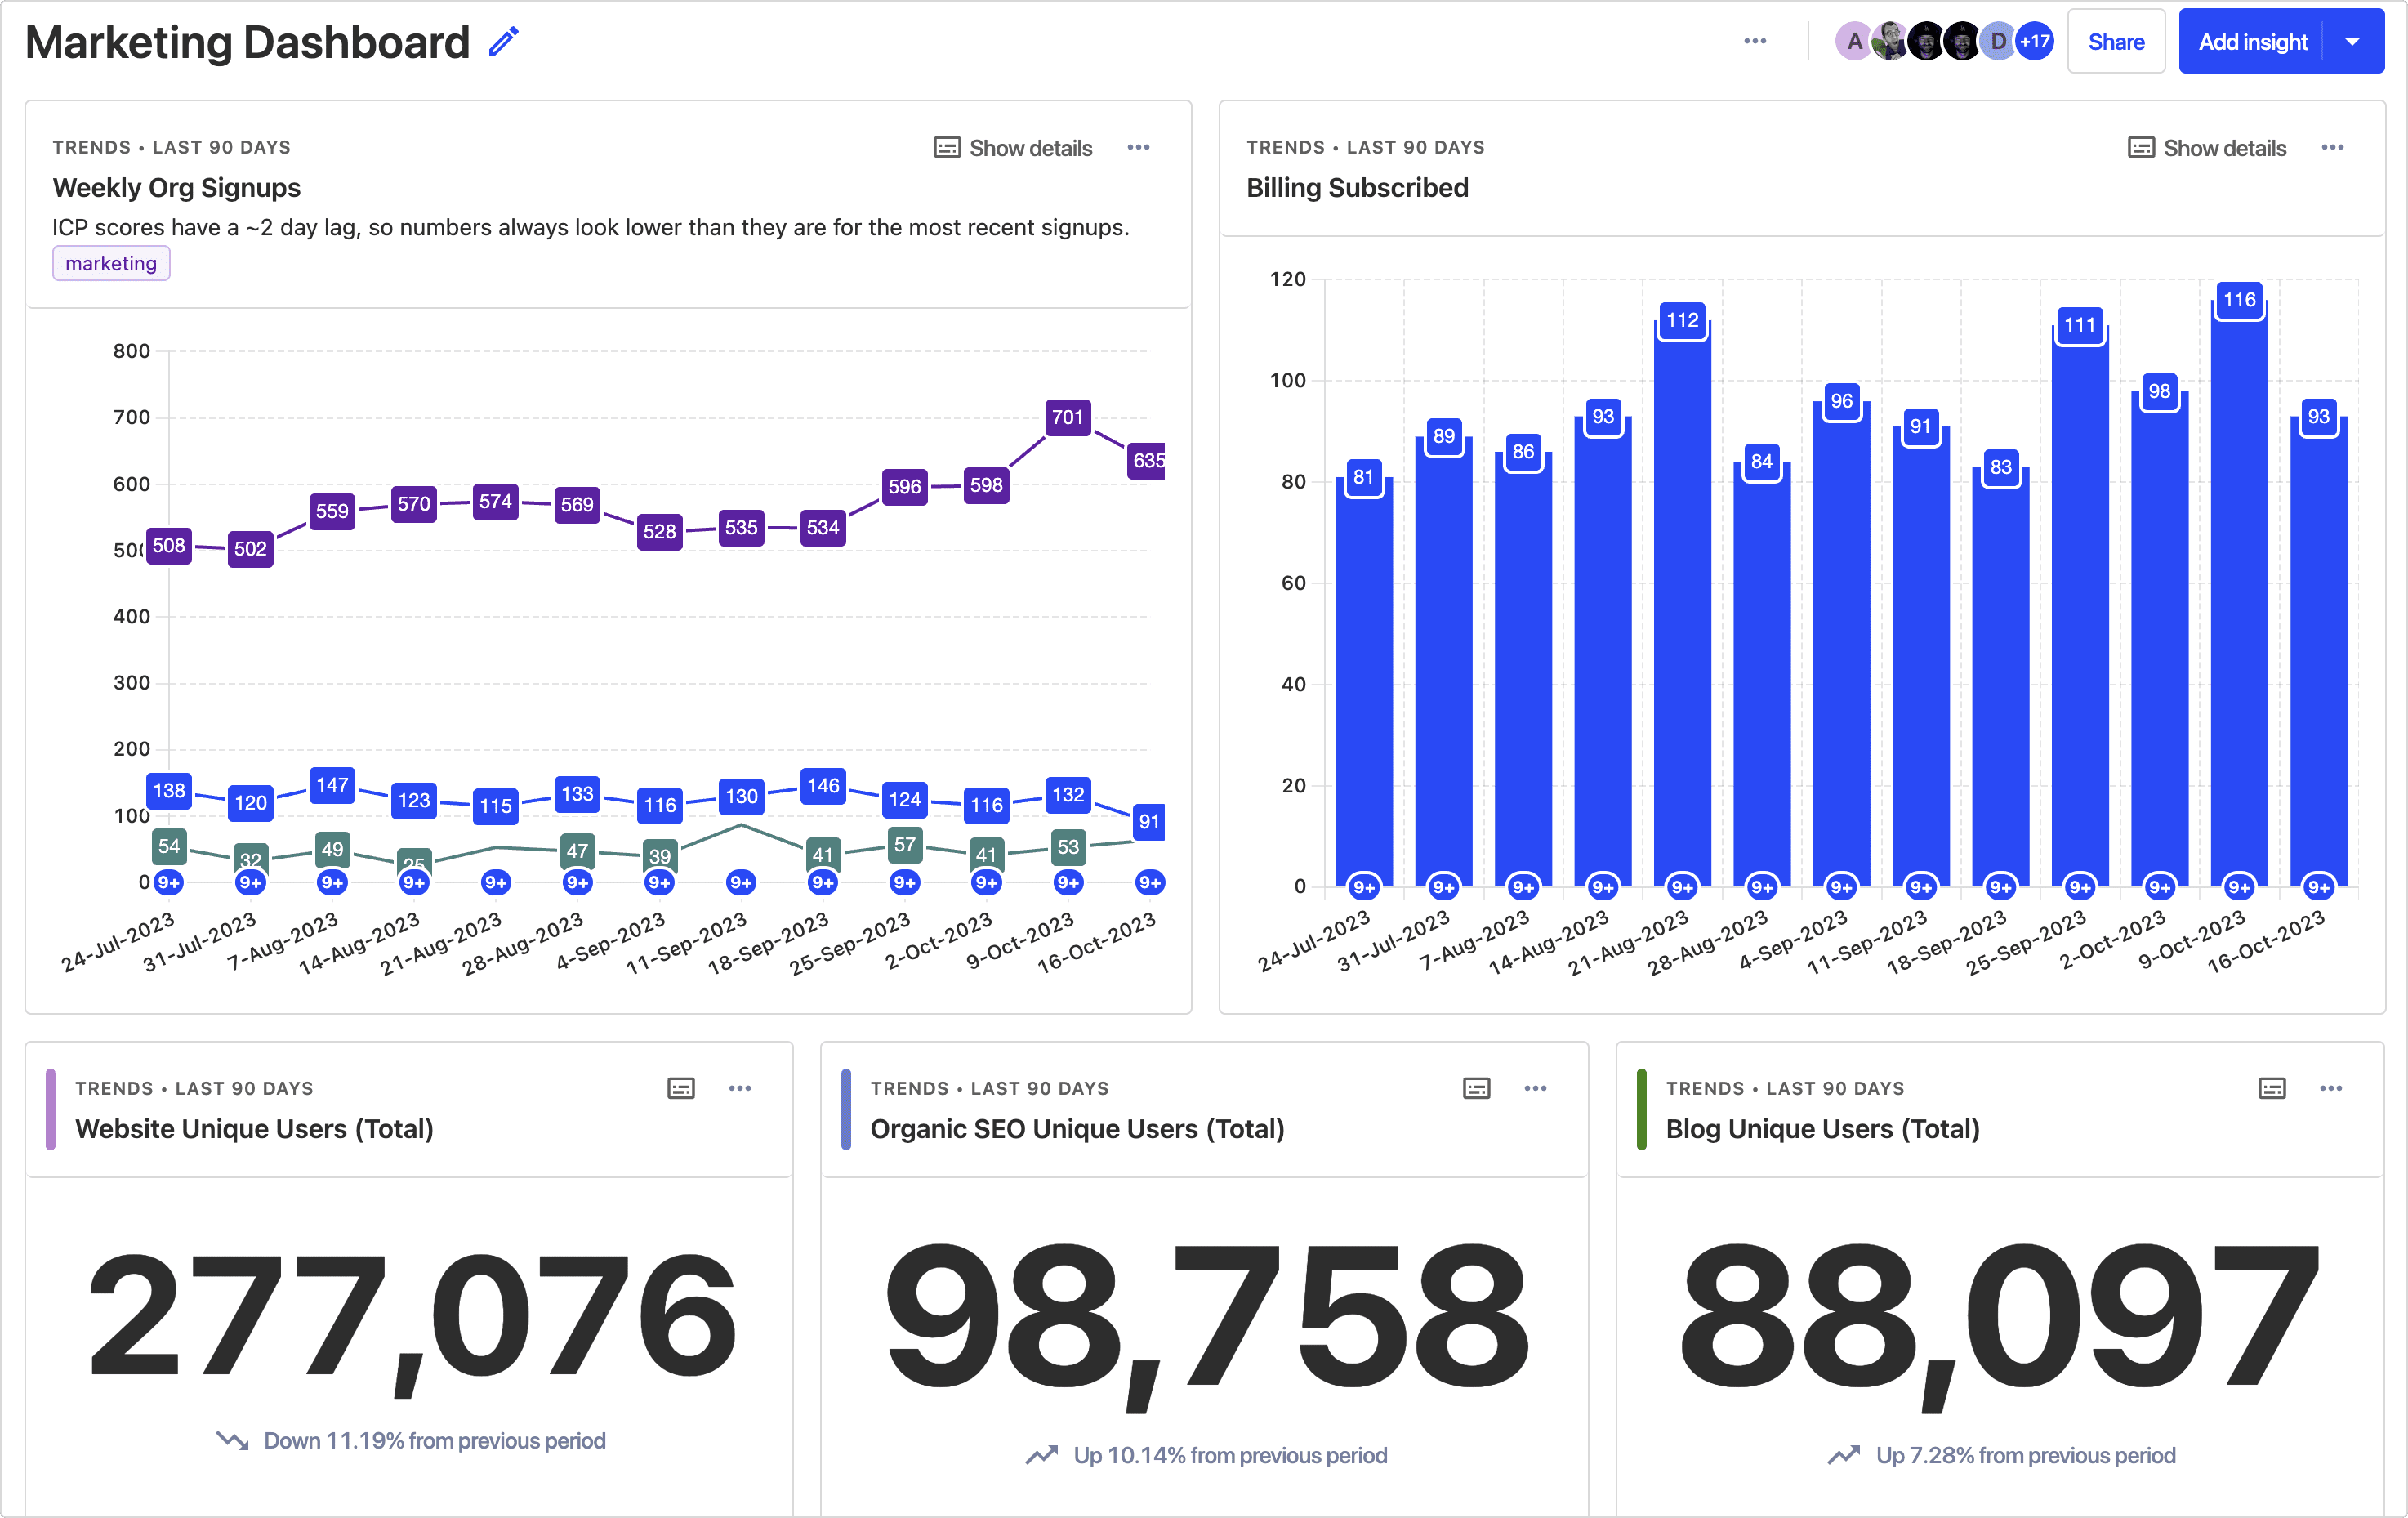 Marketing Dashboard
A
D
+17
Share
Add insight
TRENDS • LAST 90 DAYS
Show details
Weekly Org Signups
ICP scores have a ~2 day lag, so numbers always look lower than they are for the most recent signups.
marketing
800
700
600
500
400
300
200
100
0
508
502
559
570
574
569
528
535
534
596
598
701
635
138
120
147
123
115
133
116
130
146
124
116
132
91
54
32
49
25
47
39
41
57
41
53
9+ 9+ 9+ 9+ 9+ 9+ 9+ 9+ 9+ 9+ 9+ 9+ 9+
24-Jul-2023
31-Jul-2023
7-Aug-2023
14-Aug-2023
21-Aug-2023
28-Aug-2023
4-Sep-2023
11-Sep-2023
18-Sep-2023
25-Sep-2023
2-Oct-2023
9-Oct-2023
16-Oct-2023
TRENDS • LAST 90 DAYS
Show details
Billing Subscribed
120
100
80
60
40
20
0
81
89
86
93
112
84
96
91
83
111
98
116
93
9+ 9+ 9+ 9+ 9+ 9+ 9+ 9+ 9+ 9+ 9+ 9+ 9+
24-Jul-2023
31-Jul-2023
7-Aug-2023
14-Aug-2023
21-Aug-2023
28-Aug-2023
4-Sep-2023
11-Sep-2023
18-Sep-2023
25-Sep-2023
2-Oct-2023
9-Oct-2023
16-Oct-2023
TRENDS • LAST 90 DAYS
Website Unique Users (Total)
277,076
Down 11.19% from previous period
TRENDS • LAST 90 DAYS
Organic SEO Unique Users (Total)
98,758
Up 10.14% from previous period
TRENDS • LAST 90 DAYS
Blog Unique Users (Total)
88,097
Up 7.28% from previous period